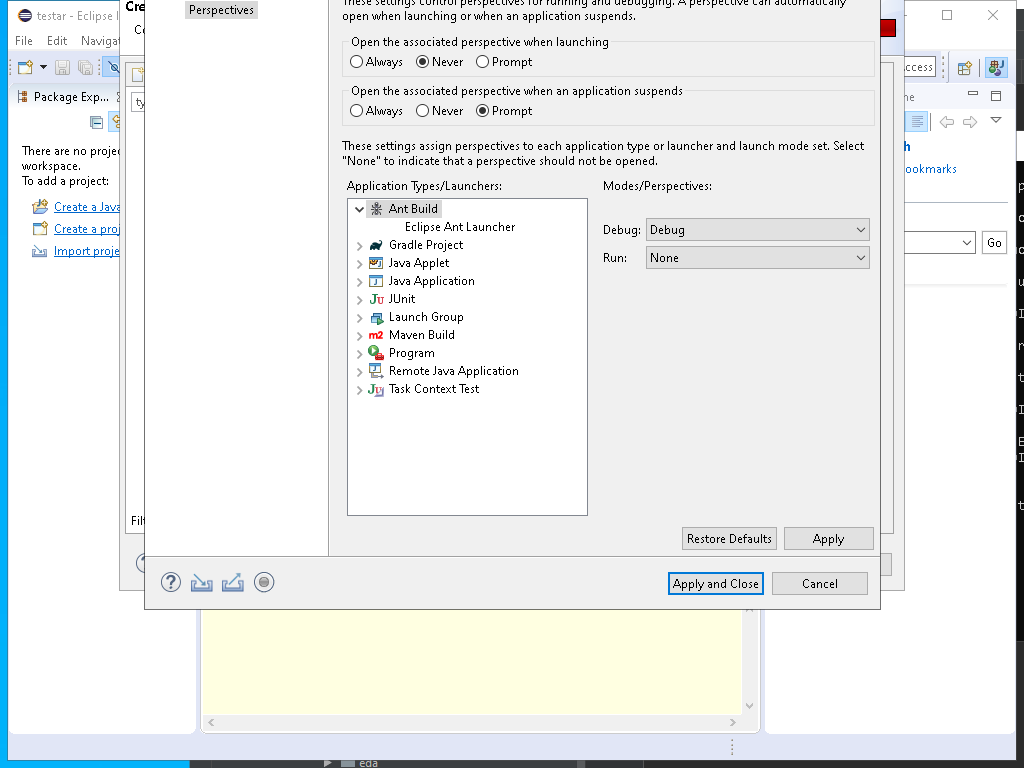 testar - Eclipse I
Cre
Perspectives
These settings control perspectives for running and debugging. A perspective can automatically
open when launching or when an application suspends.
File Edit Navigat
Open the associated perspective when launching
Always Never Prompt
ccess
Open the associated perspective when an application suspends
Package Exp...
ty
Always Never Prompt
ne
These settings assign perspectives to each application type or launcher and launch mode set. Select
"None" to indicate that a perspective should not be opened.
There are no projec
workspace.
To add a project:
h
ookmarks
Application Types/Launchers:
Modes/Perspectives:
Create a Java
Create a proj
Import proje
Ant Build
Eclipse Ant Launcher
Gradle Project
Java Applet
Java Application
JUnit
Launch Group
Maven Build
Program
Remote Java Application
Task Context Test
Debug: Debug
Run: None
Go
Filt
Restore Defaults
Apply
Apply and Close
Cancel
eda